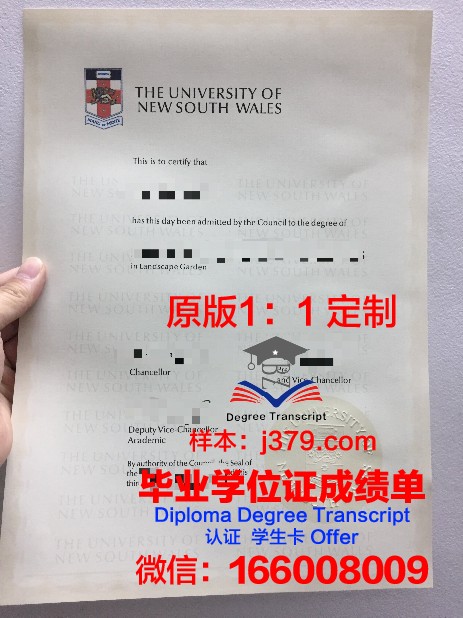 THE UNIVERSITY OF
NEW SOUTH WALES
This is to certify that
has this day been admitted by the Council to the degree of
in Landscape Garden
原版1：1 定制
Chancellor
and Vice-Chancellor
Degree Transcript
Deputy Vice-Chancellor
Academic
样本：j379.com
By authority of the Council, the Seal of
the
thi
毕业学位证成绩单
Diploma Degree Transcript
认证 学生卡 Offer
微信：166008009